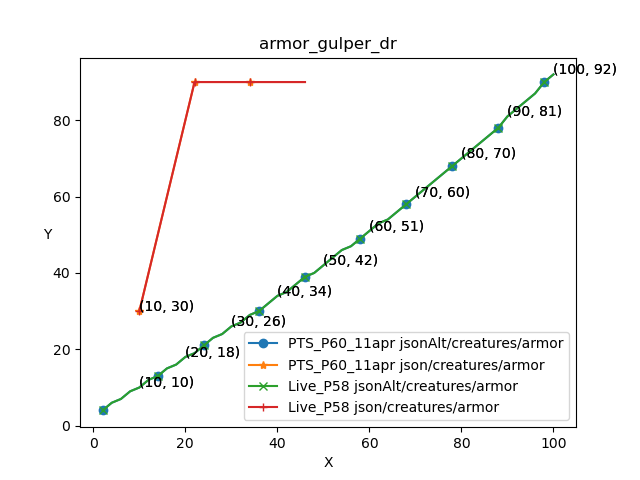 armor_gulper_dr
Y
80
60
40
20
0
(100, 92)
(90, 81)
(80, 70)
(70, 60)
(60, 51)
(50, 42)
(40, 34)
(10, 30)
(30, 26)
(20, 18)
(10, 10)
PTS_P60_11apr jsonAlt/creatures/armor
PTS_P60_11apr json/creatures/armor
Live_P58 jsonAlt/creatures/armor
Live_P58 json/creatures/armor
0 20 40 60 80 100
X